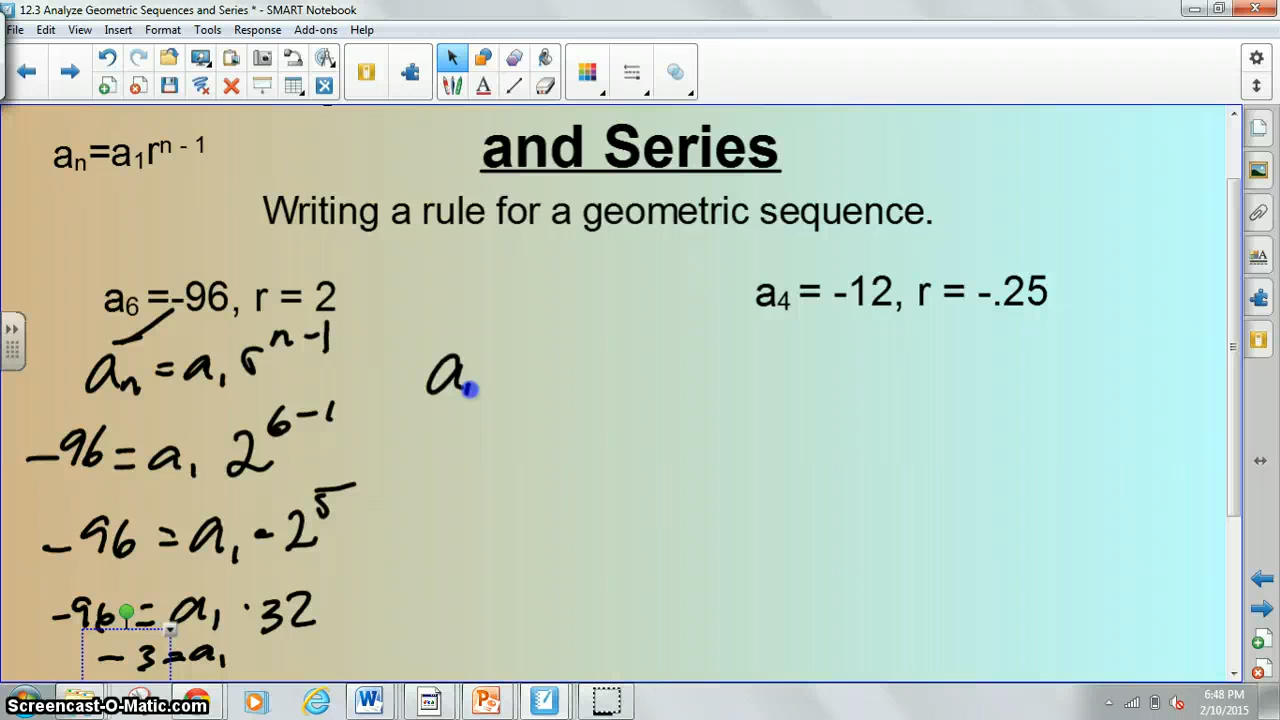 12.3 Analyze Geometric Sequences and Series * - SMART Notebook
File Edit View Insert Format Tools Response Add-ons Help
aₙ=a₁rⁿ ⁻ ¹
and Series
Writing a rule for a geometric sequence.
a₆ =-96, r = 2
a₄ = -12, r = -.25
aₙ = a₁ rⁿ⁻¹
a₁
-96 = a₁ 2⁶⁻¹
-96 = a₁ - 2⁵
-96 = a₁ · 32
-3 = a₁
Screencast-O-Matic.com
6:48 PM
2/10/2015